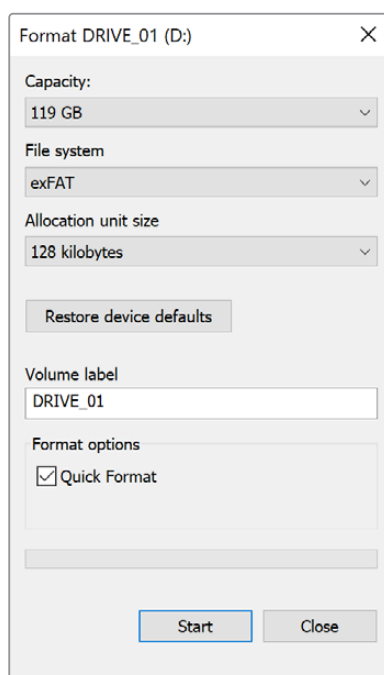 Format DRIVE_01 (D:)
Capacity:
119 GB
File system
exFAT
Allocation unit size
128 kilobytes
Restore device defaults
Volume label
DRIVE_01
Format options
Quick Format
Start Close